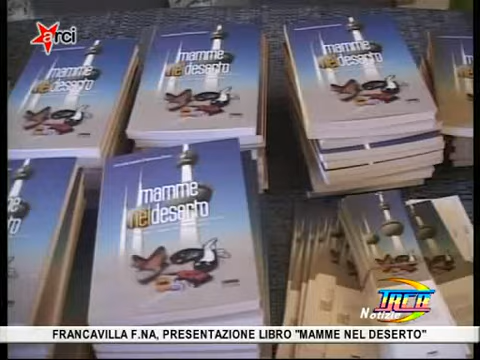 arci
mamme
nel deserto
mamme
nel deserto
mamme
nel deserto
mamme
nel deserto
TRCB
Notizie
FRANCAVILLA F.NA, PRESENTAZIONE LIBRO "MAMME NEL DESERTO"